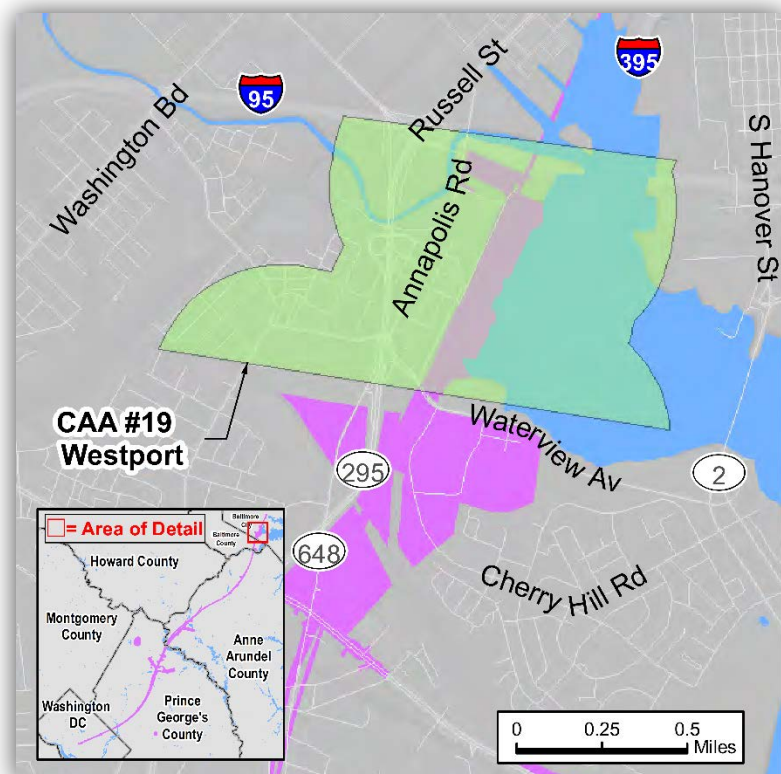 Russell St
395
95
Washington Bd
S Hanover St
Annapolis Rd
CAA #19
Westport
Waterview Av
295
2
648
Cherry Hill Rd
= Area of Detail
Baltimore
City
Baltimore
County
Howard County
Montgomery
County
Anne
Arundel
County
Washington
DC
Prince
George's
County
0 0.25 0.5
Miles